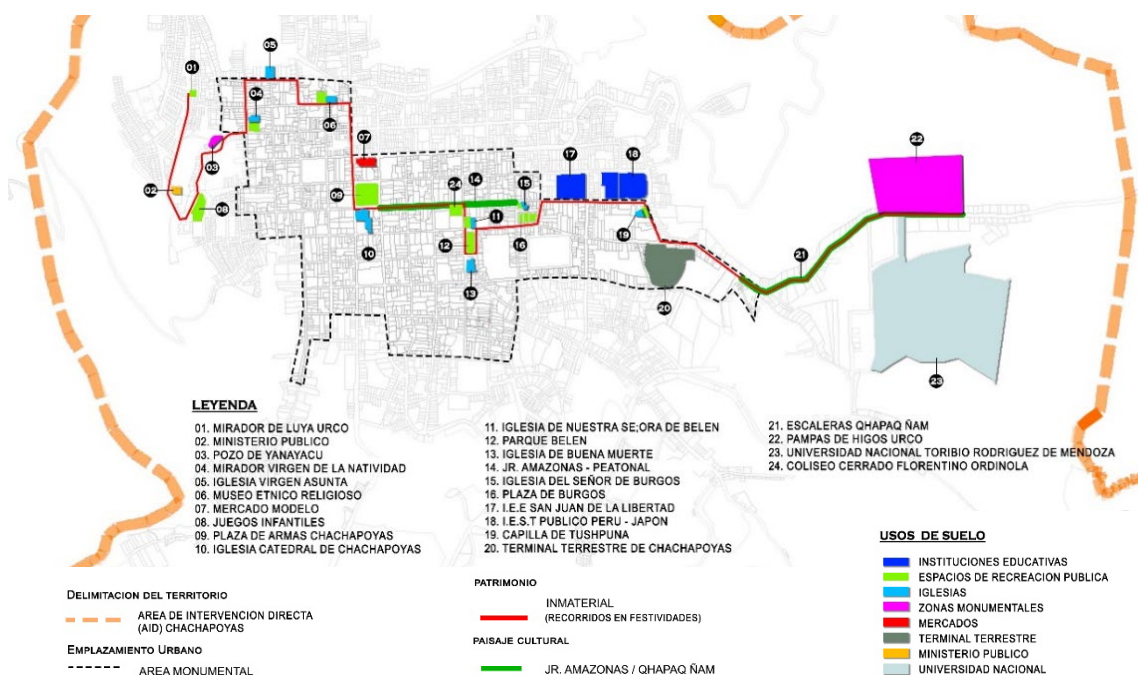 05
01
04
06
07
17
18
22
03
02
08
09
24
14
15
11
19
10
12
16
13
20
21
23
LEYENDA
01. MIRADOR DE LUYA URCO
02. MINISTERIO PUBLICO
03. POZO DE YANAYACU
04. MIRADOR VIRGEN DE LA NATIVIDAD
05. IGLESIA VIRGEN ASUNTA
06. MUSEO ETNICO RELIGIOSO
07. MERCADO MODELO
08. JUEGOS INFANTILES
09. PLAZA DE ARMAS CHACHAPOYAS
10. IGLESIA CATEDRAL DE CHACHAPOYAS
11. IGLESIA DE NUESTRA SE;ORA DE BELEN
12. PARQUE BELEN
13. IGLESIA DE BUENA MUERTE
14. JR. AMAZONAS - PEATONAL
15. IGLESIA DEL SEÑOR DE BURGOS
16. PLAZA DE BURGOS
17. I.E.E SAN JUAN DE LA LIBERTAD
18. I.E.S.T PUBLICO PERU - JAPON
19. CAPILLA DE TUSHPUNA
20. TERMINAL TERRESTRE DE CHACHAPOYAS
21. ESCALERAS QHAPAQ ÑAM
22. PAMPAS DE HIGOS URCO
23. UNIVERSIDAD NACIONAL TORIBIO RODRIGUEZ DE MENDOZA
24. COLISEO CERRADO FLORENTINO ORDINOLA
DELIMITACION DEL TERRITORIO
AREA DE INTERVENCION DIRECTA
(AID) CHACHAPOYAS
EMPLAZAMIENTO URBANO
AREA MONUMENTAL
PATRIMONIO
INMATERIAL
(RECORRIDOS EN FESTIVIDADES)
PAISAJE CULTURAL
JR. AMAZONAS / QHAPAQ ÑAM
USOS DE SUELO
INSTITUCIONES EDUCATIVAS
ESPACIOS DE RECREACION PUBLICA
IGLESIAS
ZONAS MONUMENTALES
MERCADOS
TERMINAL TERRESTRE
MINISTERIO PUBLICO
UNIVERSIDAD NACIONAL